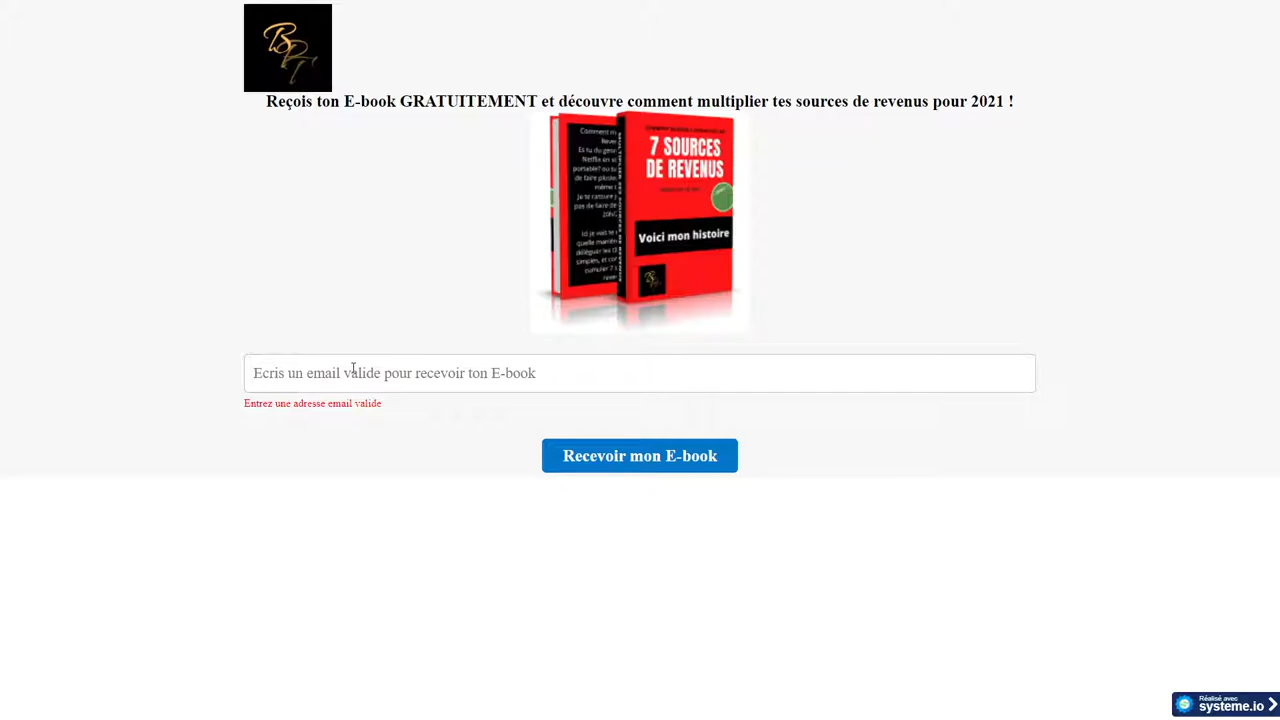 BRT
Reçois ton E-book GRATUITEMENT et découvre comment multiplier tes sources de revenus pour 2021 !
7 SOURCES
DE REVENUS
Voici mon histoire
Ecris un email valide pour recevoir ton E-book
Entrez une adresse email valide
Recevoir mon E-book
Réalisé avec
systeme.io